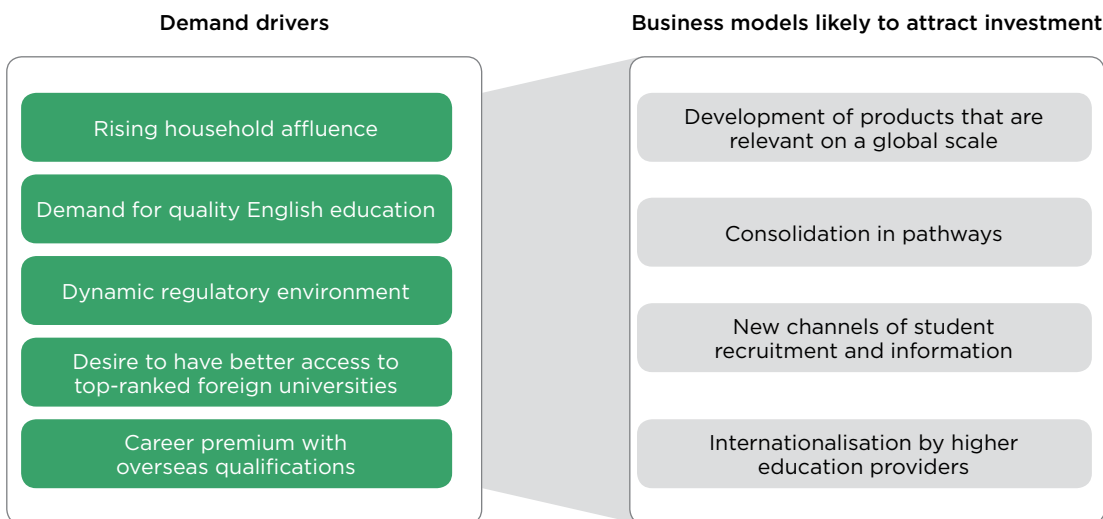 Demand drivers
Rising household affluence
Demand for quality English education
Dynamic regulatory environment
Desire to have better access to
top-ranked foreign universities
Career premium with
overseas qualifications
Business models likely to attract investment
Development of products that are
relevant on a global scale
Consolidation in pathways
New channels of student
recruitment and information
Internationalisation by higher
education providers